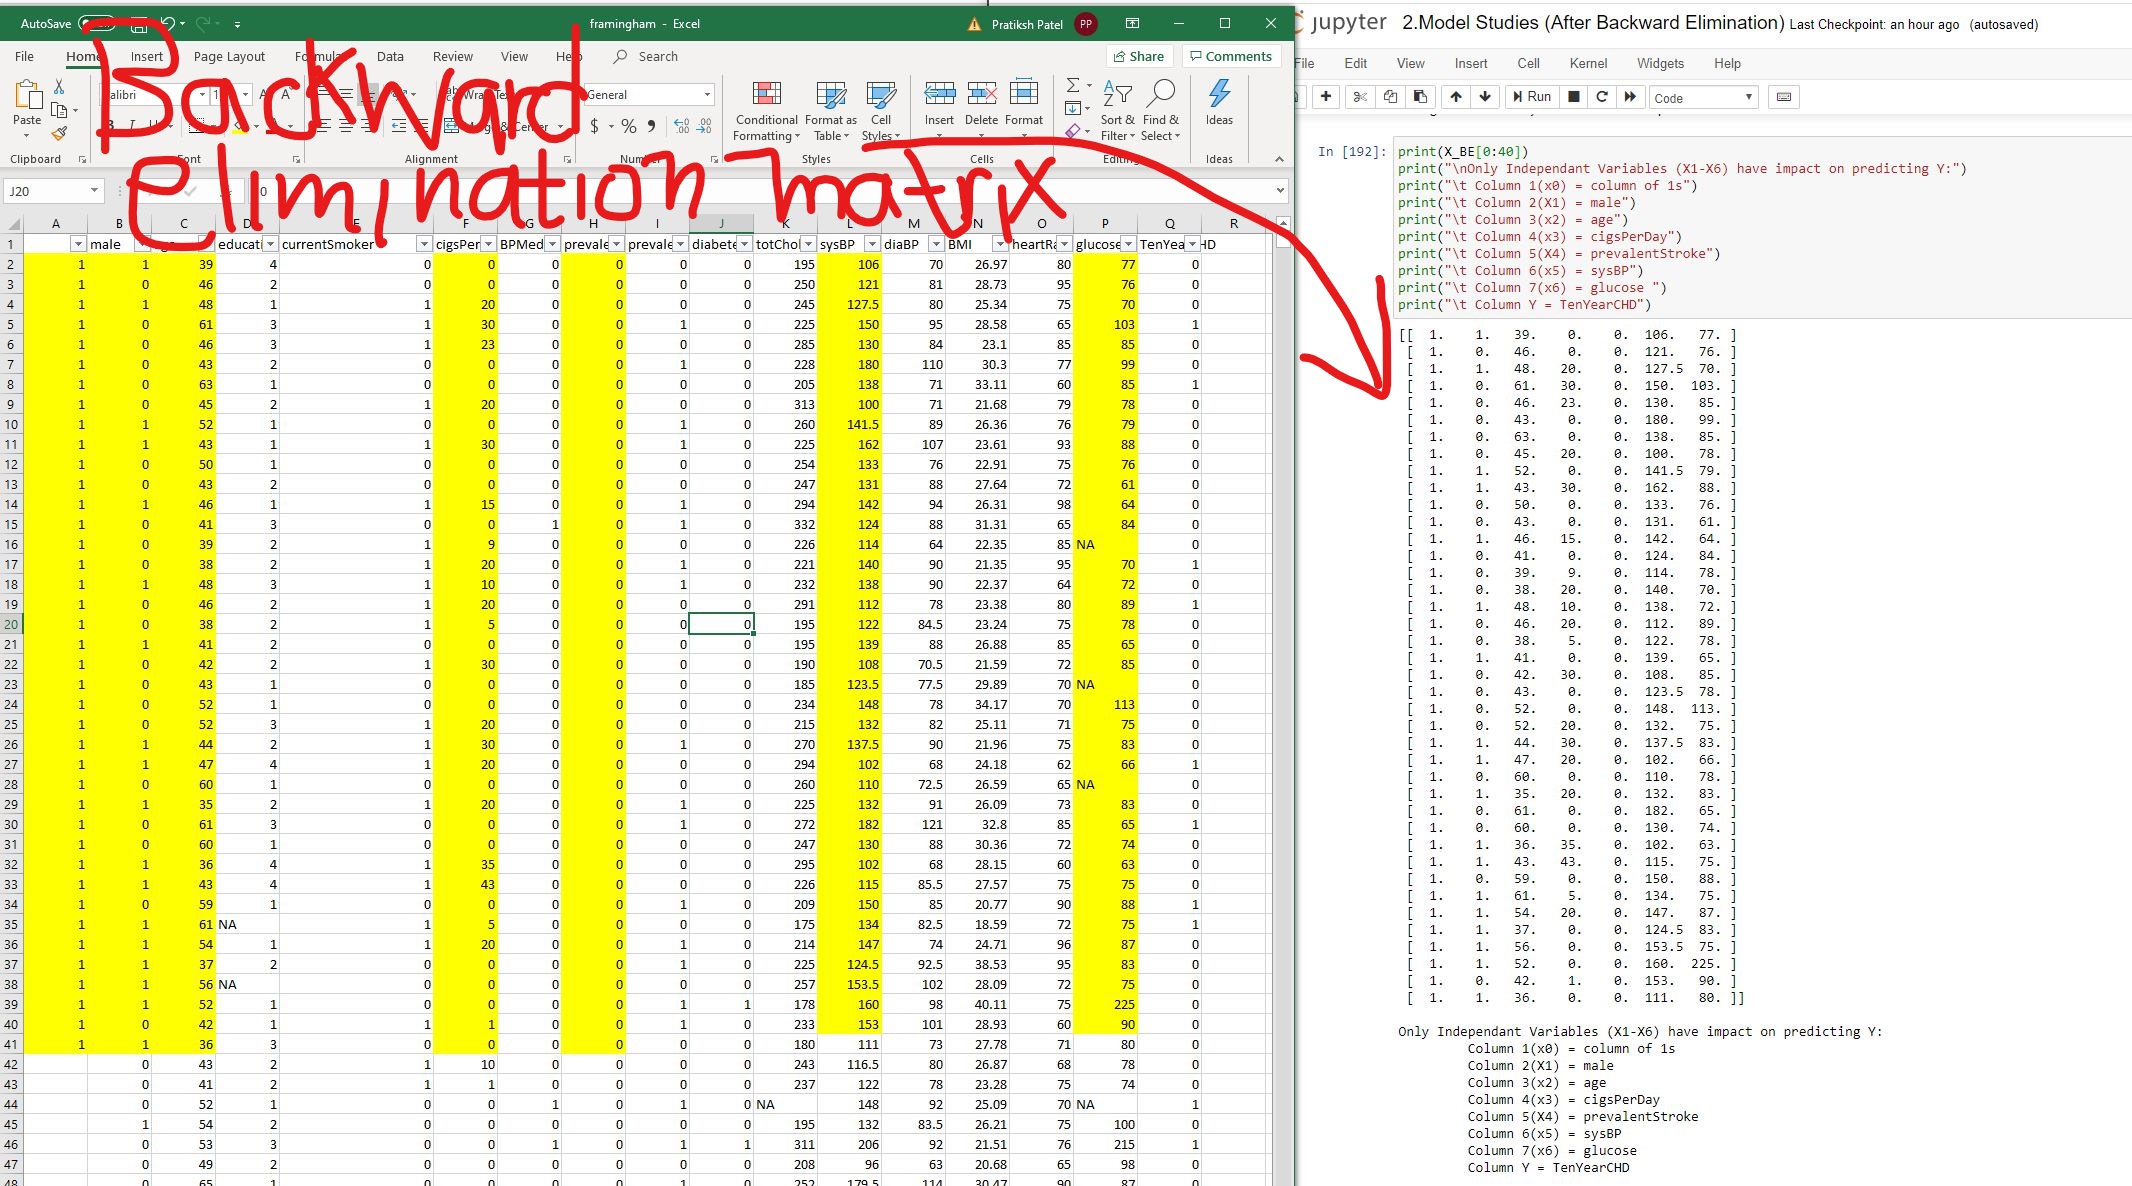 AutoSave
framingham - Excel
Pratiksh Patel PP
File Home Insert Page Layout Data Review View Search
Share Comments
Backward
elimination matrix
Paste
Clipboard
Font
Alignment
General
Number
Conditional Formatting
Format as Table
Cell Styles
Styles
Insert Delete Format
Cells
Sort & Filter
Find & Select
Ideas
Ideas
J20
A B C D E F G H I J K L M N O P Q R
1 male educati currentSmoker cigsPer BPMed prevale prevale diabete totChol sysBP diaBP BMI heartRa glucose TenYea HD
2 1 1 39 4 0 0 0 0 0 0 195 106 70 26.97 80 77 0
3 1 0 46 2 0 0 0 0 0 0 250 121 81 28.73 95 76 0
4 1 1 48 1 1 20 0 0 0 0 245 127.5 80 25.34 75 70 0
5 1 0 61 3 1 30 0 0 1 0 225 150 95 28.58 65 103 1
6 1 0 46 3 1 23 0 0 0 0 285 130 84 23.1 85 85 0
7 1 0 43 2 0 0 0 0 1 0 228 180 110 30.3 77 99 0
8 1 0 63 1 0 0 0 0 0 0 205 138 71 33.11 60 85 1
9 1 0 45 2 1 20 0 0 0 0 313 100 71 21.68 79 78 0
10 1 1 52 1 0 0 0 0 1 0 260 141.5 89 26.36 76 79 0
11 1 1 43 1 1 30 0 0 1 0 225 162 107 23.61 93 88 0
12 1 0 50 1 0 0 0 0 0 0 254 133 76 22.91 75 76 0
13 1 0 43 2 0 0 0 0 0 0 247 131 88 27.64 72 61 0
14 1 1 46 1 1 15 0 0 1 0 294 142 94 26.31 98 64 0
15 1 0 41 3 0 0 1 0 1 0 332 124 88 31.31 65 84 0
16 1 0 39 2 1 9 0 0 0 0 226 114 64 22.35 85 NA 0
17 1 0 38 2 1 20 0 0 1 0 221 140 90 21.35 95 70 1
18 1 1 48 3 1 10 0 0 1 0 232 138 90 22.37 64 72 0
19 1 0 46 2 1 20 0 0 0 0 291 112 78 23.38 80 89 1
20 1 0 38 2 1 5 0 0 0 0 195 122 84.5 23.24 75 78 0
21 1 1 41 2 0 0 0 0 0 0 195 139 88 26.88 85 65 0
22 1 0 42 2 1 30 0 0 0 0 190 108 70.5 21.59 72 85 0
23 1 0 43 1 0 0 0 0 0 0 185 123.5 77.5 29.89 70 NA 0
24 1 0 52 1 0 0 0 0 0 0 234 148 78 34.17 70 113 0
25 1 0 52 3 1 20 0 0 0 0 215 132 82 25.11 71 75 0
26 1 1 44 2 1 30 0 0 1 0 270 137.5 90 21.96 75 83 0
27 1 1 47 4 1 20 0 0 0 0 294 102 68 24.18 62 66 1
28 1 0 60 1 0 0 0 0 0 0 260 110 72.5 26.59 65 NA 0
29 1 1 35 2 1 20 0 0 1 0 225 132 91 26.09 73 83 0
30 1 0 61 3 0 0 0 0 1 0 272 182 121 32.8 85 65 1
31 1 0 60 1 0 0 0 0 0 0 247 130 88 30.36 72 74 0
32 1 1 36 4 1 35 0 0 0 0 295 102 68 28.15 60 63 0
33 1 1 43 4 1 43 0 0 0 0 226 115 85.5 27.57 75 75 0
34 1 0 59 1 0 0 0 0 1 0 209 150 85 20.77 90 88 1
35 1 1 61 NA 1 5 0 0 0 0 175 134 82.5 18.59 72 75 1
36 1 1 54 1 1 20 0 0 1 0 214 147 74 24.71 96 87 0
37 1 1 37 2 0 0 0 0 1 0 225 124.5 92.5 38.53 95 83 0
38 1 1 56 NA 0 0 0 0 0 0 257 153.5 102 28.09 72 75 0
39 1 1 52 1 0 0 0 0 1 1 178 160 98 40.11 75 225 0
40 1 0 42 1 1 1 0 0 1 0 233 153 101 28.93 60 90 0
41 1 1 36 3 0 0 0 0 0 0 180 111 73 27.78 71 80 0
42 0 43 2 1 10 0 0 0 0 243 116.5 80 26.87 68 78 0
43 0 41 2 1 1 0 0 0 0 237 122 78 23.28 75 74 0
44 0 52 1 0 0 1 0 1 0 NA 148 92 25.09 70 NA 1
45 1 54 2 0 0 0 0 0 0 195 132 83.5 26.21 75 100 0
46 0 53 3 0 0 1 0 1 1 311 206 92 21.51 76 215 1
47 0 49 2 0 0 0 0 0 0 208 96 63 20.68 65 98 0
48 0 65 1 0 0 0 0 1 0 252 179.5 114 30.47 90 87 0
jupyter 2.Model Studies (After Backward Elimination) Last Checkpoint: an hour ago (autosaved)
File Edit View Insert Cell Kernel Widgets Help
Run Code
In [192]: print(X_BE[0:40])
print("\nOnly Independant Variables (X1-X6) have impact on predicting Y:")
print("\t Column 1(x0) = column of 1s")
print("\t Column 2(X1) = male")
print("\t Column 3(x2) = age")
print("\t Column 4(x3) = cigsPerDay")
print("\t Column 5(X4) = prevalentStroke")
print("\t Column 6(x5) = sysBP")
print("\t Column 7(x6) = glucose ")
print("\t Column Y = TenYearCHD")
[[ 1. 1. 39. 0. 0. 106. 77. ]
[ 1. 0. 46. 0. 0. 121. 76. ]
[ 1. 1. 48. 20. 0. 127.5 70. ]
[ 1. 0. 61. 30. 0. 150. 103. ]
[ 1. 0. 46. 23. 0. 130. 85. ]
[ 1. 0. 43. 0. 0. 180. 99. ]
[ 1. 0. 63. 0. 0. 138. 85. ]
[ 1. 0. 45. 20. 0. 100. 78. ]
[ 1. 1. 52. 0. 0. 141.5 79. ]
[ 1. 1. 43. 30. 0. 162. 88. ]
[ 1. 0. 50. 0. 0. 133. 76. ]
[ 1. 0. 43. 0. 0. 131. 61. ]
[ 1. 1. 46. 15. 0. 142. 64. ]
[ 1. 0. 41. 0. 0. 124. 84. ]
[ 1. 0. 39. 9. 0. 114. 78. ]
[ 1. 0. 38. 20. 0. 140. 70. ]
[ 1. 1. 48. 10. 0. 138. 72. ]
[ 1. 0. 46. 20. 0. 112. 89. ]
[ 1. 0. 38. 5. 0. 122. 78. ]
[ 1. 1. 41. 0. 0. 139. 65. ]
[ 1. 0. 42. 30. 0. 108. 85. ]
[ 1. 0. 43. 0. 0. 123.5 78. ]
[ 1. 0. 52. 0. 0. 148. 113. ]
[ 1. 0. 52. 20. 0. 132. 75. ]
[ 1. 1. 44. 30. 0. 137.5 83. ]
[ 1. 1. 47. 20. 0. 102. 66. ]
[ 1. 0. 60. 0. 0. 110. 78. ]
[ 1. 1. 35. 20. 0. 132. 83. ]
[ 1. 0. 61. 0. 0. 182. 65. ]
[ 1. 0. 60. 0. 0. 130. 74. ]
[ 1. 1. 36. 35. 0. 102. 63. ]
[ 1. 1. 43. 43. 0. 115. 75. ]
[ 1. 0. 59. 0. 0. 150. 88. ]
[ 1. 1. 61. 5. 0. 134. 75. ]
[ 1. 1. 54. 20. 0. 147. 87. ]
[ 1. 1. 37. 0. 0. 124.5 83. ]
[ 1. 1. 56. 0. 0. 153.5 75. ]
[ 1. 1. 52. 0. 0. 160. 225. ]
[ 1. 0. 42. 1. 0. 153. 90. ]
[ 1. 1. 36. 0. 0. 111. 80. ]]
Only Independant Variables (X1-X6) have impact on predicting Y:
Column 1(x0) = column of 1s
Column 2(X1) = male
Column 3(x2) = age
Column 4(x3) = cigsPerDay
Column 5(X4) = prevalentStroke
Column 6(x5) = sysBP
Column 7(x6) = glucose
Column Y = TenYearCHD